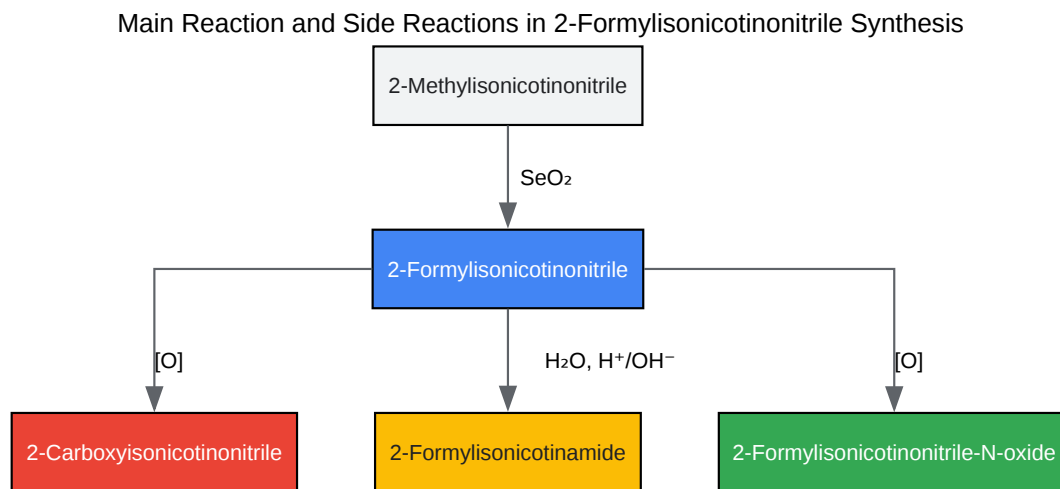 Main Reaction and Side Reactions in 2-Formylisonicotinonitrile Synthesis
2-Methylisonicotinonitrile
SeO₂
2-Formylisonicotinonitrile
[O]
H₂O, H⁺/OH⁻
[O]
2-Carboxyisonicotinonitrile
2-Formylisonicotinamide
2-Formylisonicotinonitrile-N-oxide